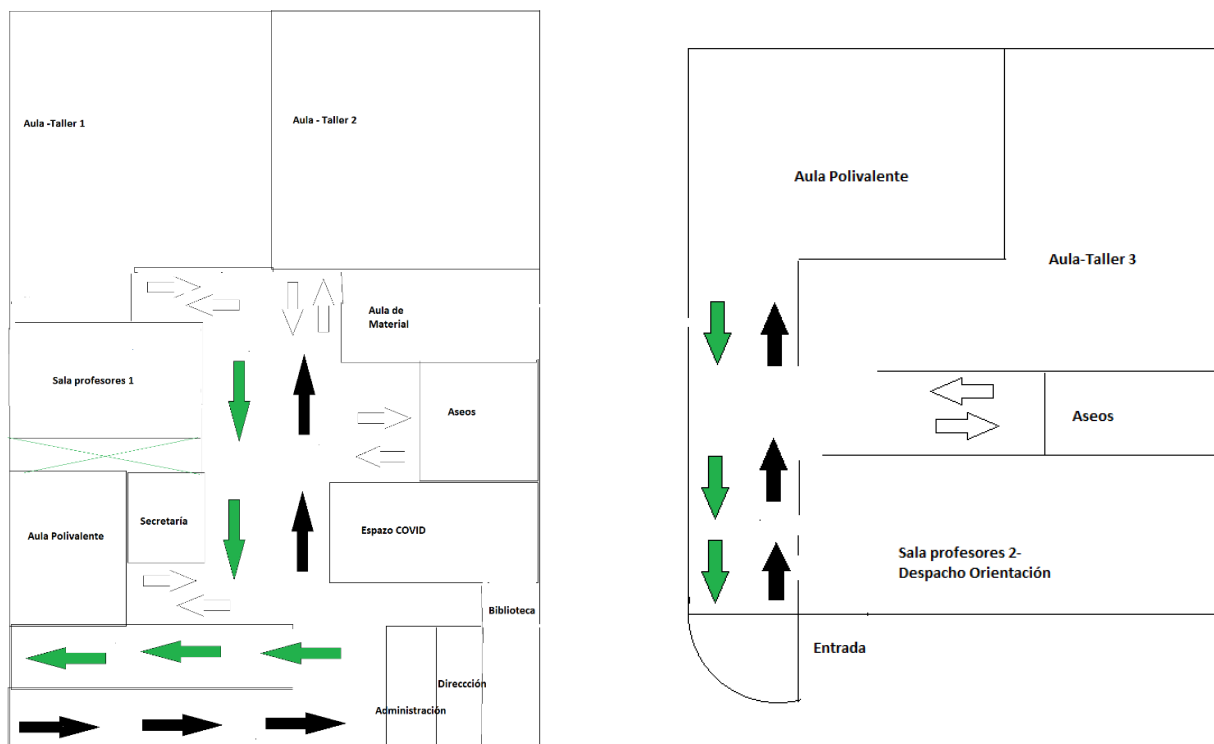 Aula -Taller 1
Aula - Taller 2
Aula de
Material
Sala profesores 1
Aseos
Secretaría
Aula Polivalente
Espazo COVID
Biblioteca
Direccción
Administración
Aula Polivalente
Aula-Taller 3
Aseos
Sala profesores 2-
Despacho Orientación
Entrada